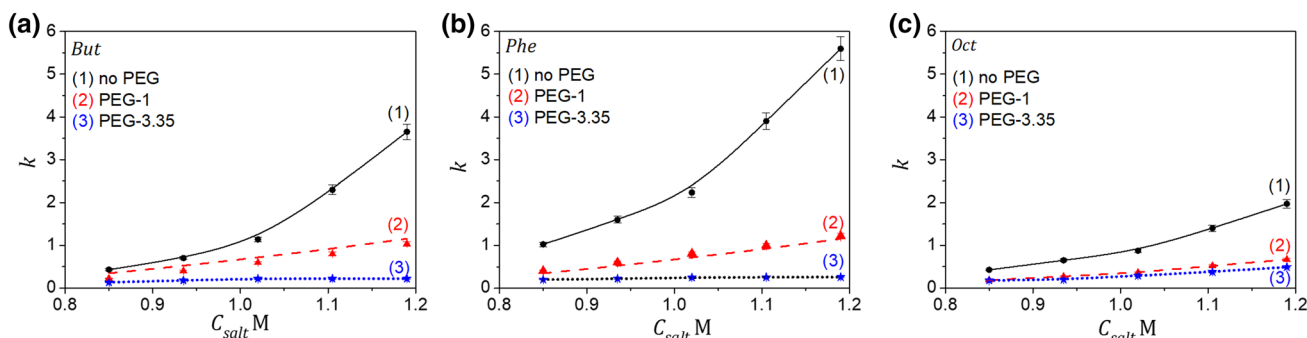 (a)
But
(1) no PEG
(2) PEG-1
(3) PEG-3.35
(1)
(2)
(3)
k
6
5
4
3
2
1
0
0.8 0.9 1.0 1.1 1.2
C_salt M
(b)
Phe
(1) no PEG
(2) PEG-1
(3) PEG-3.35
(1)
(2)
(3)
k
6
5
4
3
2
1
0
0.8 0.9 1.0 1.1 1.2
C_salt M
(c)
Oct
(1) no PEG
(2) PEG-1
(3) PEG-3.35
(1)
(2)
(3)
k
6
5
4
3
2
1
0
0.8 0.9 1.0 1.1 1.2
C_salt M